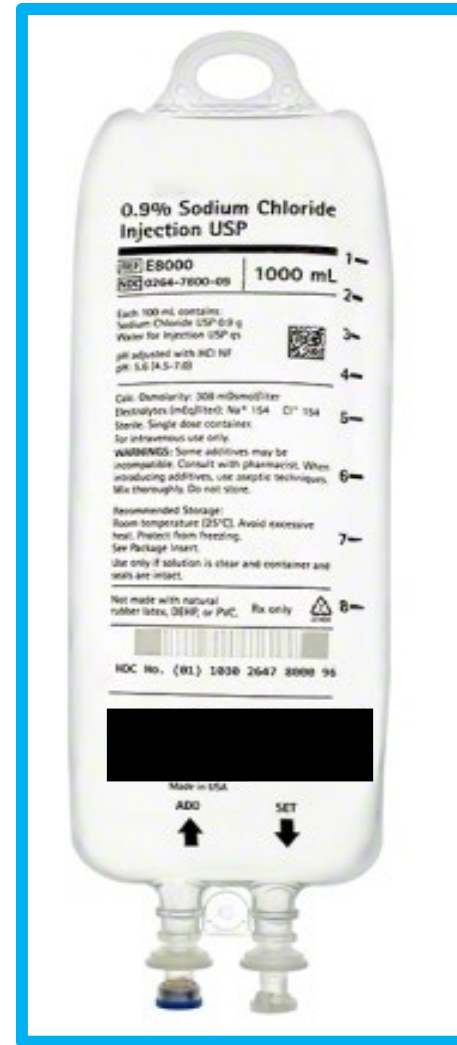 0.9% Sodium Chloride
Injection USP
REF E8000
NDC 0264-7800-09
1000 mL
1
2
Each 100 mL contains:
Sodium Chloride USP 0.9 g
Water for Injection USP qs
3
pH adjusted with HCl NF
pH: 5.6 (4.5-7.0)
4
Calc. Osmolarity: 308 mOsmol/liter
Electrolytes (mEq/liter): Na+ 154 Cl- 154
5
Sterile. Single dose container.
For intravenous use only.
WARNINGS: Some additives may be
incompatible. Consult with pharmacist. When
introducing additives, use aseptic techniques.
6
Mix thoroughly. Do not store.
Recommended Storage:
Room temperature (25°C). Avoid excessive
heat. Protect from freezing.
7
See Package Insert.
Use only if solution is clear and container and
seals are intact.
Not made with natural
rubber latex, DEHP, or PVC.
Rx only
8
NDC No. (01) 1030 2647 8000 96
Made in USA
ADD
SET